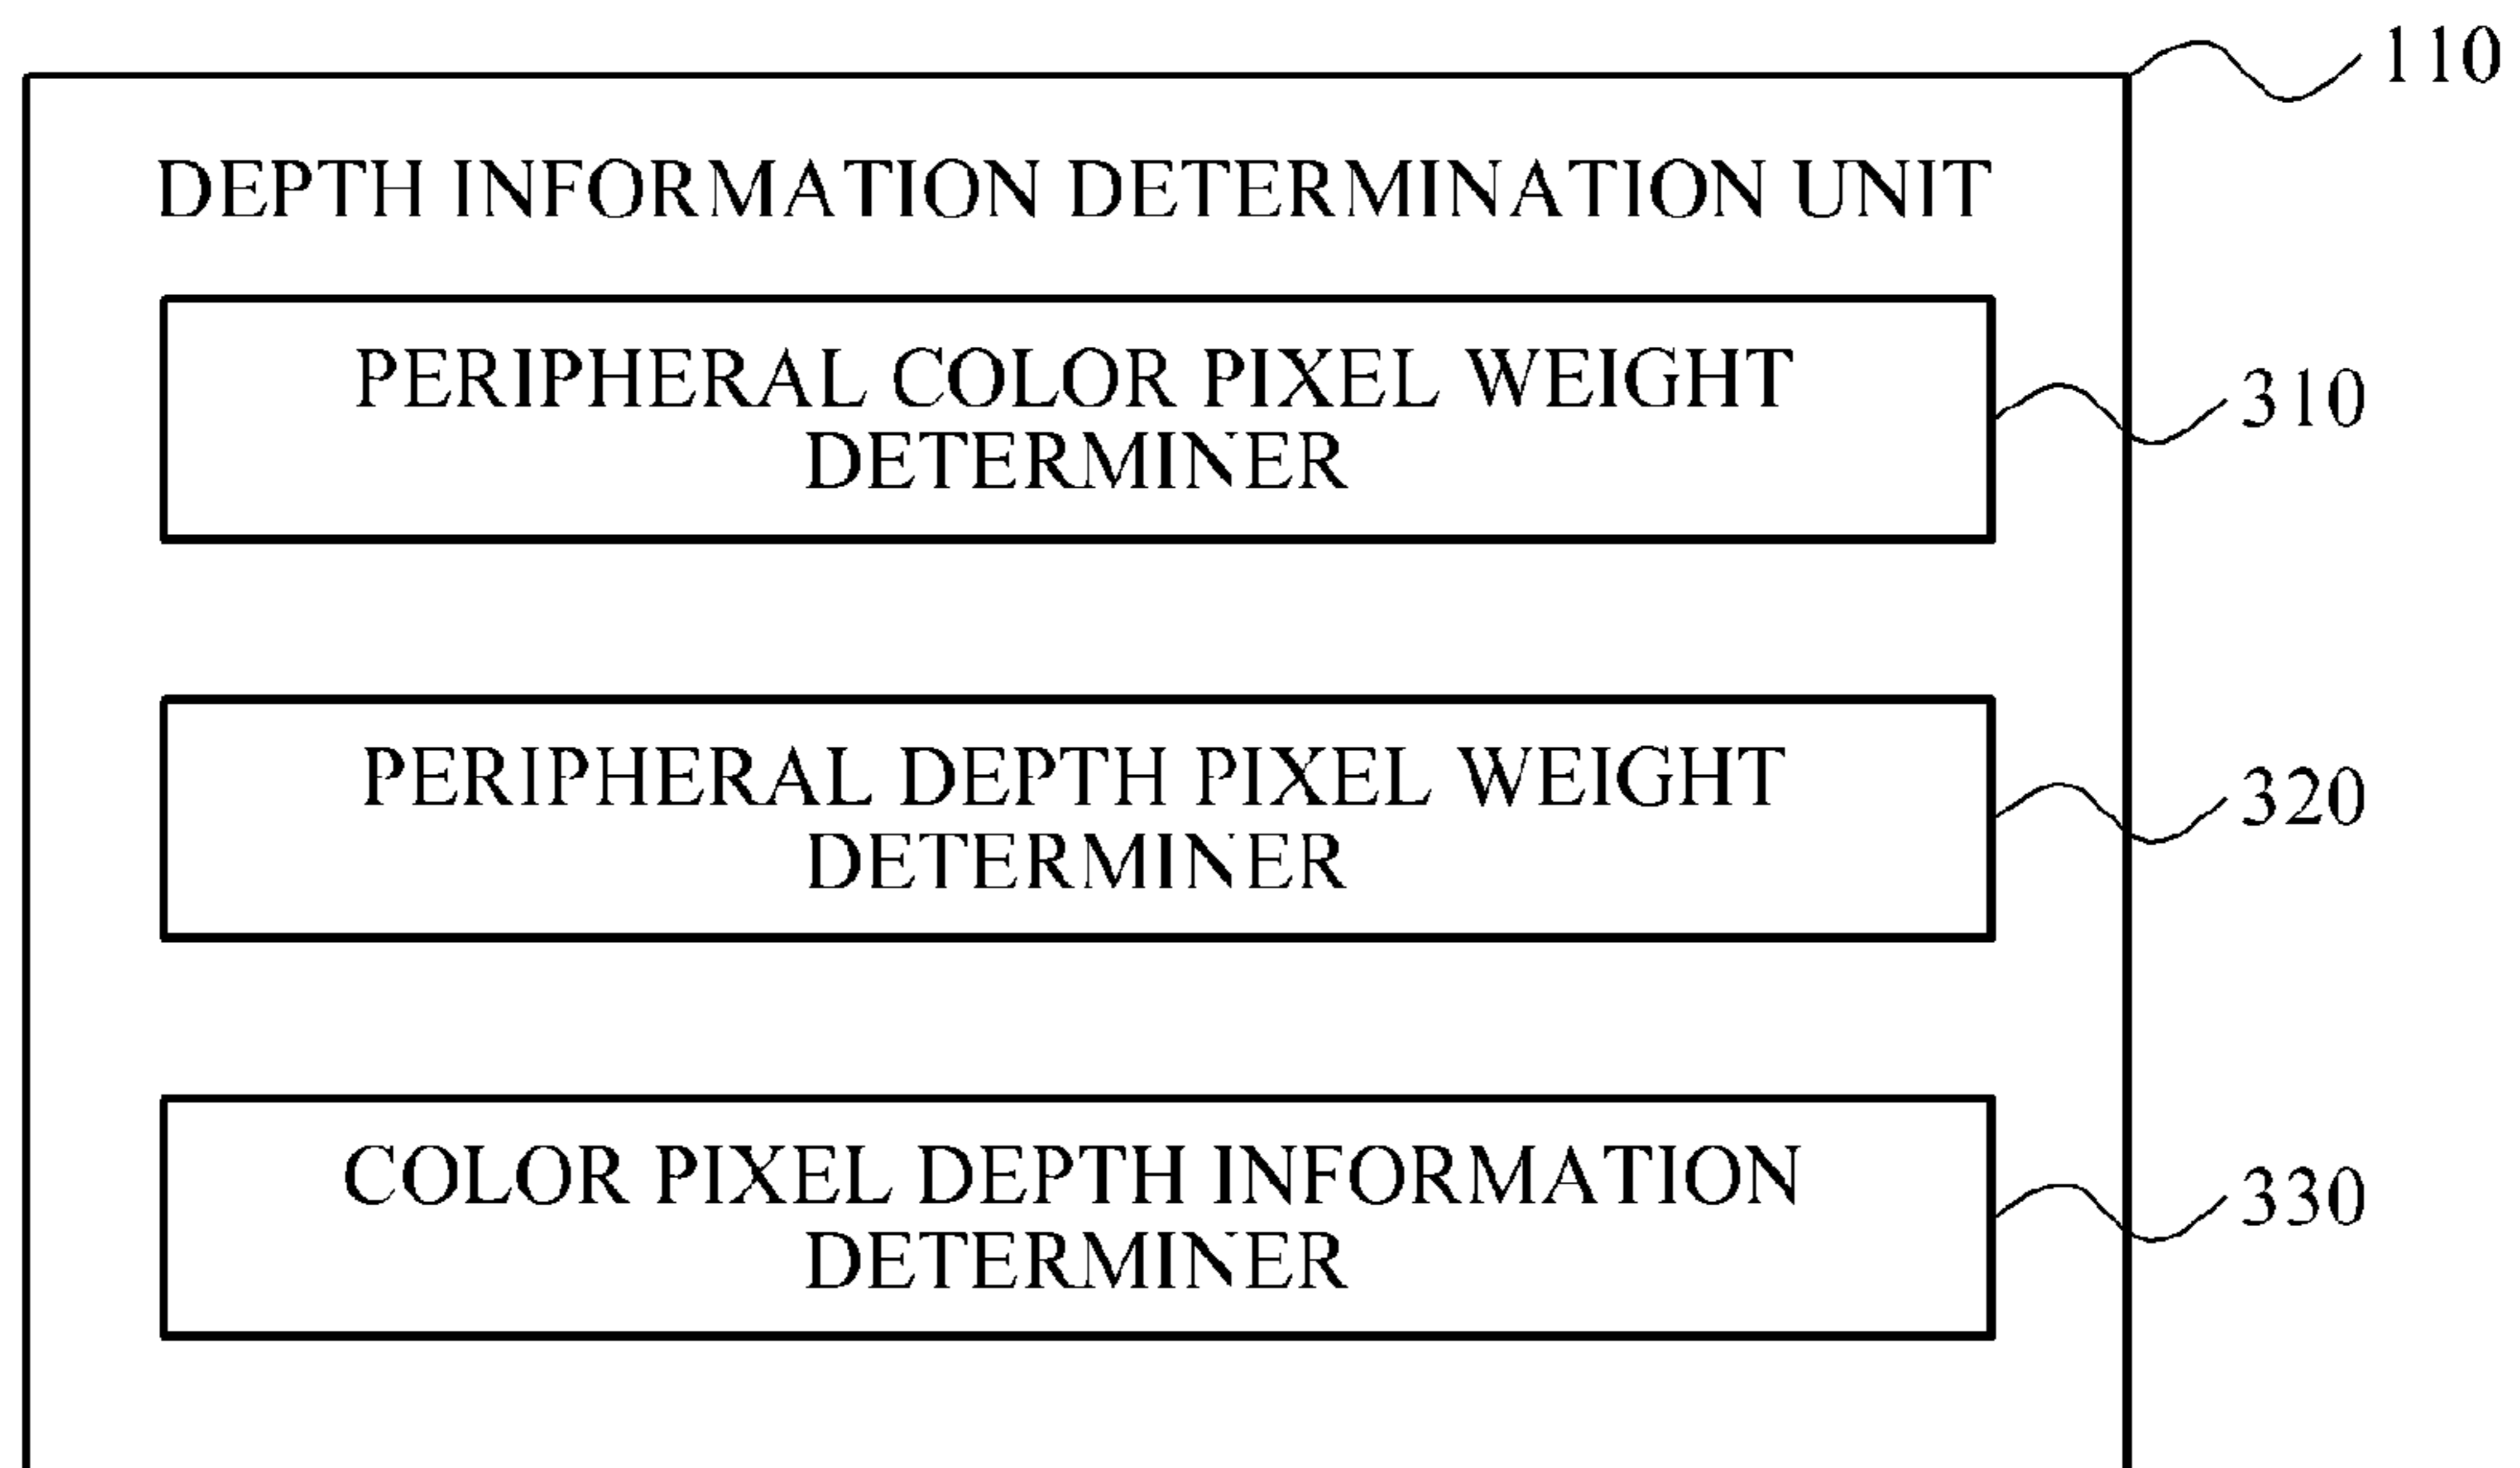 110
DEPTH INFORMATION DETERMINATION UNIT
PERIPHERAL COLOR PIXEL WEIGHT
DETERMINER
310
PERIPHERAL DEPTH PIXEL WEIGHT
DETERMINER
320
COLOR PIXEL DEPTH INFORMATION
DETERMINER
330